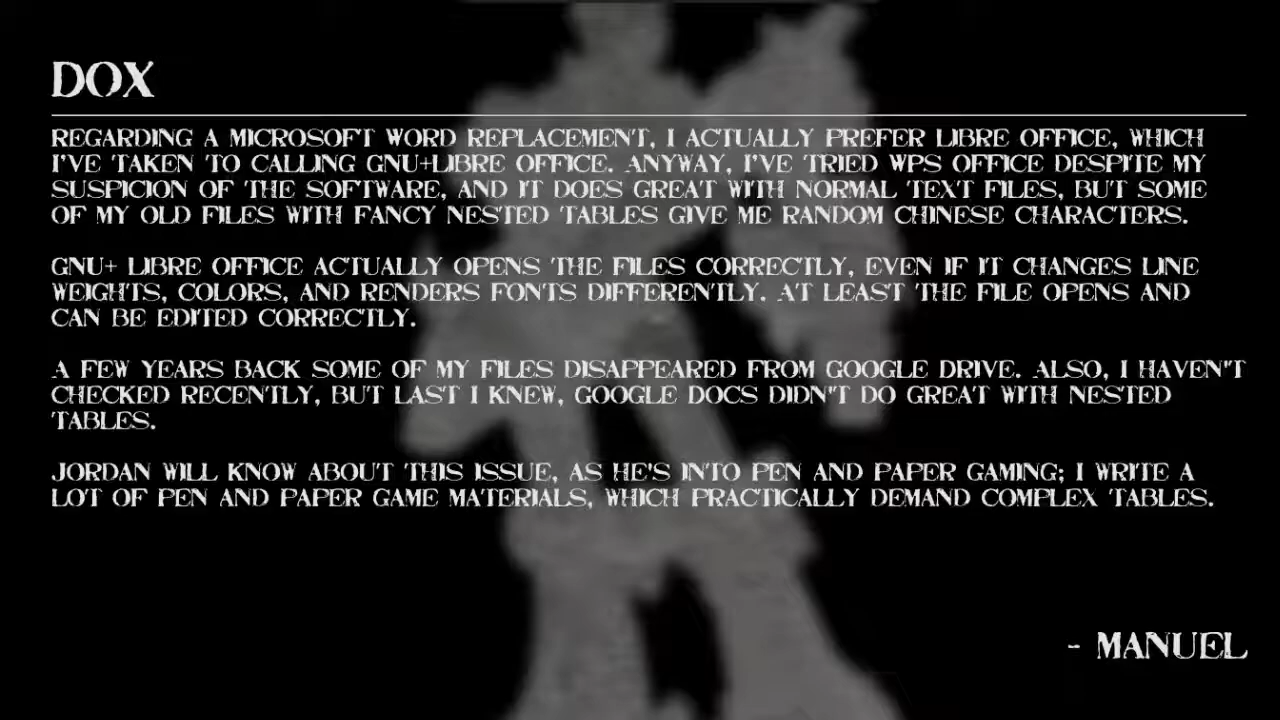 DOX
REGARDING A MICROSOFT WORD REPLACEMENT, I ACTUALLY PREFER LIBRE OFFICE, WHICH
I'VE TAKEN TO CALLING GNU+LIBRE OFFICE. ANYWAY, I'VE TRIED WPS OFFICE DESPITE MY
SUSPICION OF THE SOFTWARE, AND IT DOES GREAT WITH NORMAL TEXT FILES, BUT SOME
OF MY OLD FILES WITH FANCY NESTED TABLES GIVE ME RANDOM CHINESE CHARACTERS.
GNU+ LIBRE OFFICE ACTUALLY OPENS THE FILES CORRECTLY, EVEN IF IT CHANGES LINE
WEIGHTS, COLORS, AND RENDERS FONTS DIFFERENTLY. AT LEAST THE FILE OPENS AND
CAN BE EDITED CORRECTLY.
A FEW YEARS BACK SOME OF MY FILES DISAPPEARED FROM GOOGLE DRIVE. ALSO, I HAVEN'T
CHECKED RECENTLY, BUT LAST I KNEW, GOOGLE DOCS DIDN'T DO GREAT WITH NESTED
TABLES.
JORDAN WILL KNOW ABOUT THIS ISSUE, AS HE'S INTO PEN AND PAPER GAMING; I WRITE A
LOT OF PEN AND PAPER GAME MATERIALS, WHICH PRACTICALLY DEMAND COMPLEX TABLES.
- MANUEL